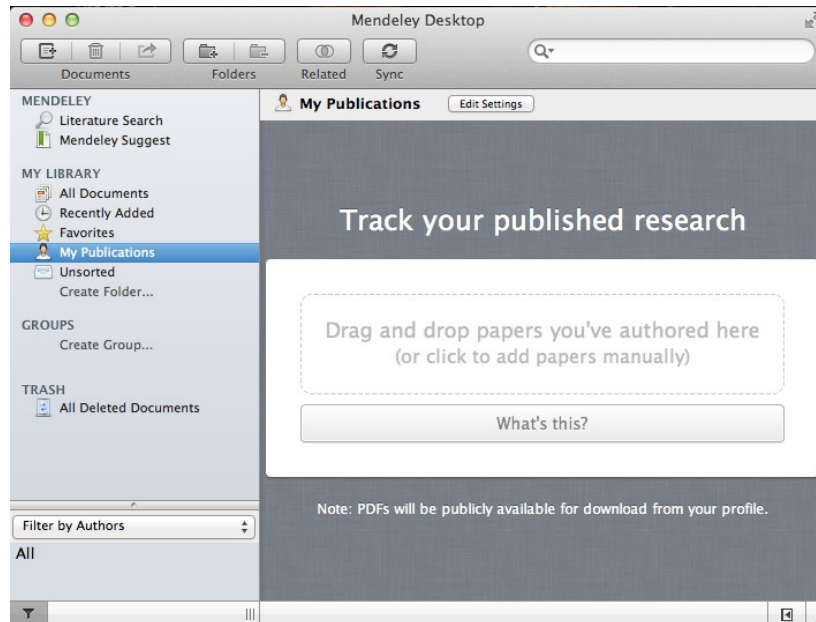 Mendeley Desktop
Documents
Folders
Related
Sync
MENDELEY
Literature Search
Mendeley Suggest
MY LIBRARY
All Documents
Recently Added
Favorites
My Publications
Unsorted
Create Folder...
GROUPS
Create Group...
TRASH
All Deleted Documents
Filter by Authors
All
My Publications
Edit Settings
Track your published research
Drag and drop papers you've authored here
(or click to add papers manually)
What's this?
Note: PDFs will be publicly available for download from your profile.